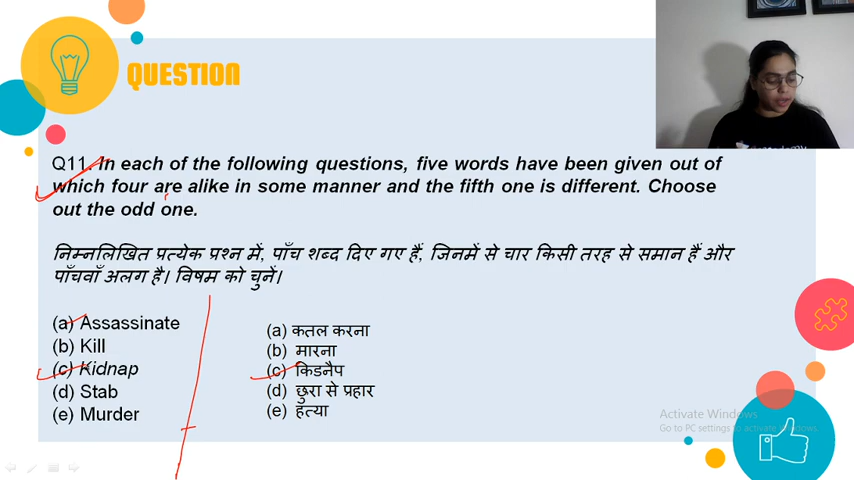 QUESTION
Q11. In each of the following questions, five words have been given out of
which four are alike in some manner and the fifth one is different. Choose
out the odd one.
निम्नलिखित प्रत्येक प्रश्न में, पाँच शब्द दिए गए हैं, जिनमें से चार किसी तरह से समान हैं और
पाँचवाँ अलग है। विषम को चुनें।
(a) Assassinate
(b) Kill
(c) Kidnap
(d) Stab
(e) Murder
(a) कतल करना
(b) मारना
(c) किडनैप
(d) छुरा से प्रहार
(e) हत्या
Activate Windows
Go to PC settings to activate Windows.